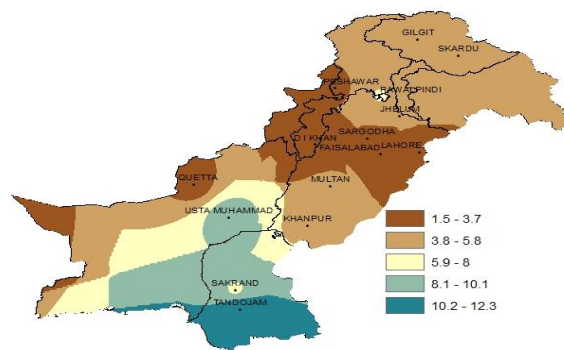 GILGIT
SKARDU
PESHAWAR
RAWALPINDI
JHELUM
D I KHAN
SARGODHA
FAISALABAD
LAHORE
QUETTA
MULTAN
USTA MUHAMMAD
KHANPUR
SAKRAND
TANDOJAM
1.5 - 3.7
3.8 - 5.8
5.9 - 8
8.1 - 10.1
10.2 - 12.3